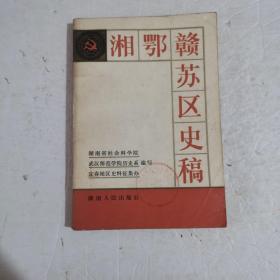 湘鄂赣苏区史稿
湖南省社会科学院
武汉师范学院历史系 编写
宜春地区史料征集办
湖南人民出版社